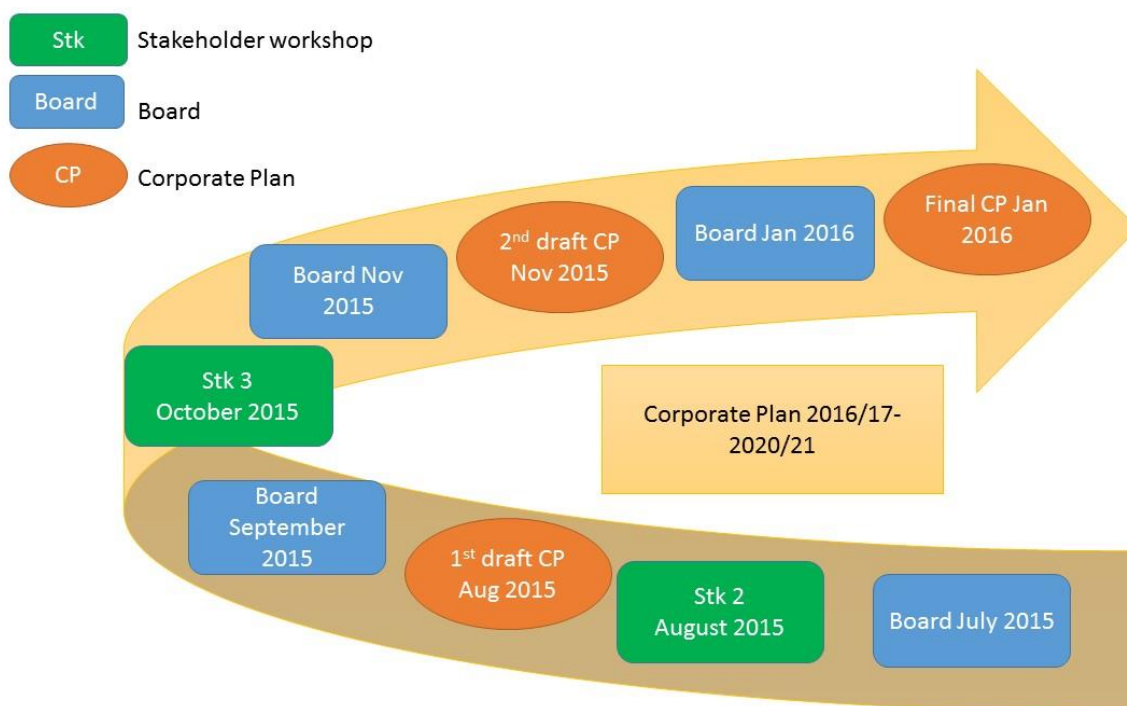 Stk
Stakeholder workshop
Board
Board
CP
Corporate Plan
Final CP Jan
2016
Board Jan 2016
2nd draft CP
Nov 2015
Board Nov
2015
Stk 3
October 2015
Corporate Plan 2016/17-
2020/21
Board
September
2015
1st draft CP
Aug 2015
Stk 2
August 2015
Board July 2015